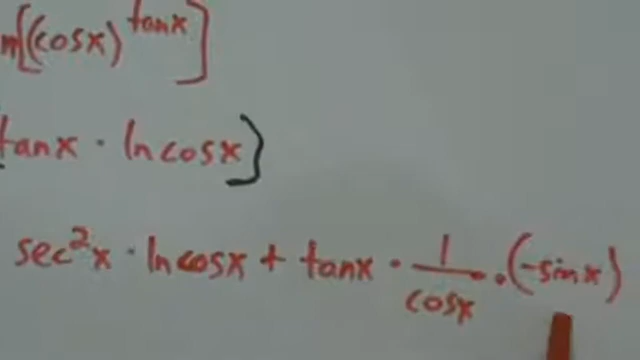 n[(cosx)^tanx]
tanx · ln cosx]
sec²x · ln cosx + tanx · 1/cosx · (-sinx)